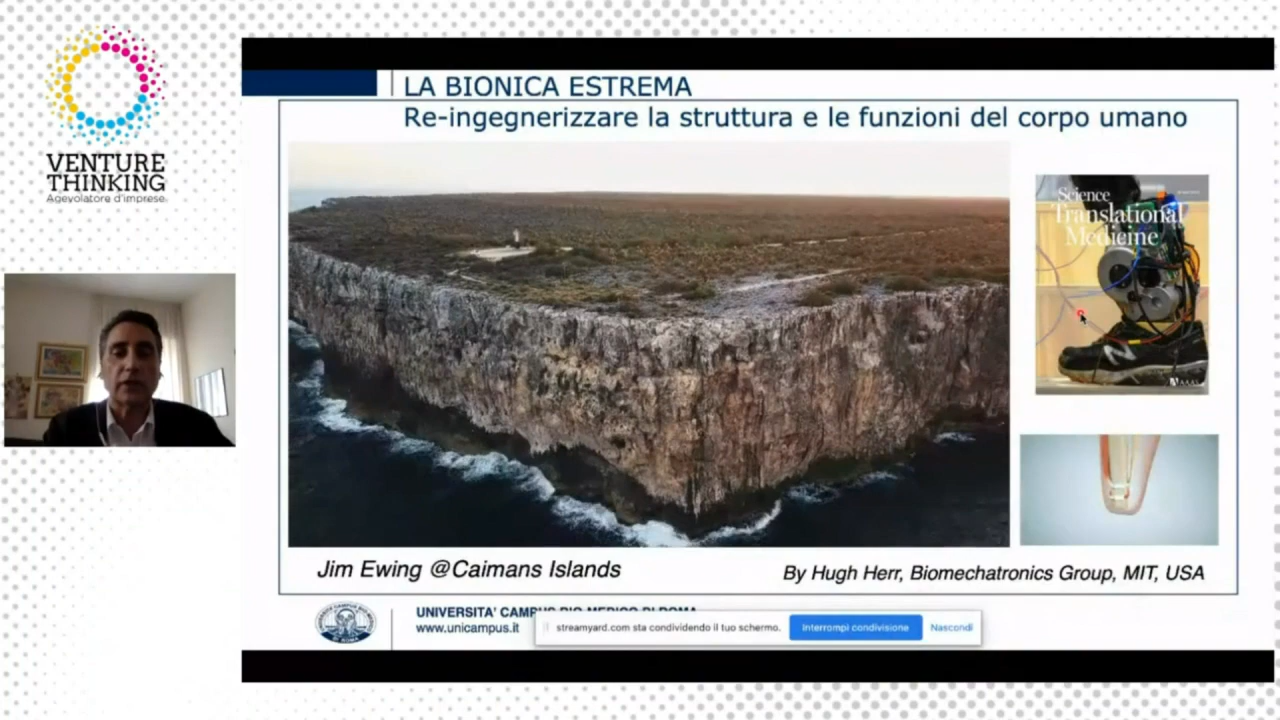 VENTURE
THINKING
Agevolatore d'imprese
LA BIONICA ESTREMA
Re-ingegnerizzare la struttura e le funzioni del corpo umano
Science
Translational
Medicine
AAAS
Jim Ewing @Caimans Islands
By Hugh Herr, Biomechatronics Group, MIT, USA
UNIVERSITA' CAMPUS BIO-MEDICO DI ROMA
www.unicampus.it
streamyard.com sta condividendo il tuo schermo.
Interrompi condivisione
Nascondi